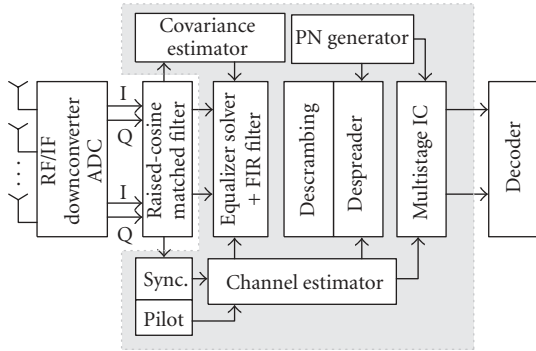 Covariance
estimator
PN generator
RF/IF
downconverter
ADC
I
Q
I
Q
Raised-cosine
matched filter
Equalizer solver
+ FIR filter
Descrambing
Despreader
Multistage IC
Decoder
Sync.
Pilot
Channel estimator